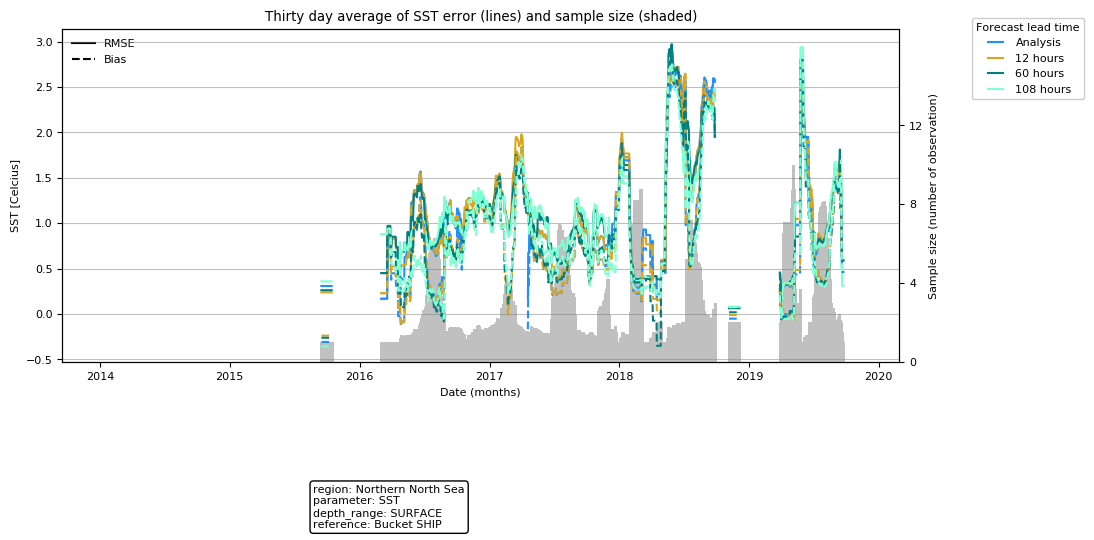 Thirty day average of SST error (lines) and sample size (shaded)
RMSE
Bias
3.0
2.5
2.0
1.5
1.0
0.5
0.0
−0.5
SST [Celcius]
12
8
4
0
Sample size (number of observation)
2014 2015 2016 2017 2018 2019 2020
Date (months)
Forecast lead time
Analysis
12 hours
60 hours
108 hours
region: Northern North Sea
parameter: SST
depth_range: SURFACE
reference: Bucket SHIP